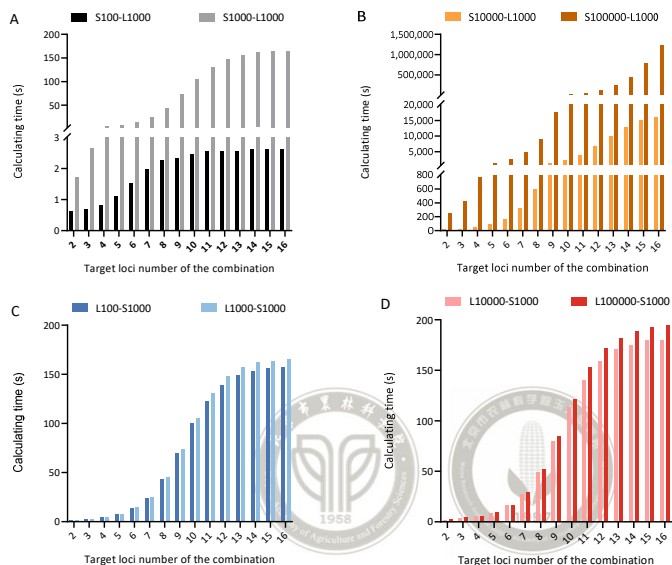 A
S100-L1000
S1000-L1000
200
150
100
50
3
2
1
0
Calculating time (s)
2 3 4 5 6 7 8 9 10 11 12 13 14 15 16
Target loci number of the combination
B
S10000-L1000
S100000-L1000
1,500,000
1,000,000
500,000
20,000
15,000
10,000
5,000
800
600
400
200
0
Calculating time (s)
2 3 4 5 6 7 8 9 10 11 12 13 14 15 16
Target loci number of the combination
C
L100-S1000
L1000-S1000
200
150
100
50
0
Calculating time (s)
2 3 4 5 6 7 8 9 10 11 12 13 14 15 16
Target loci number of the combination
1958
D
L10000-S1000
L100000-S1000
200
150
100
50
0
Calculating time (s)
2 3 4 5 6 7 8 9 10 11 12 13 14 15 16
Target loci number of the combination
1997